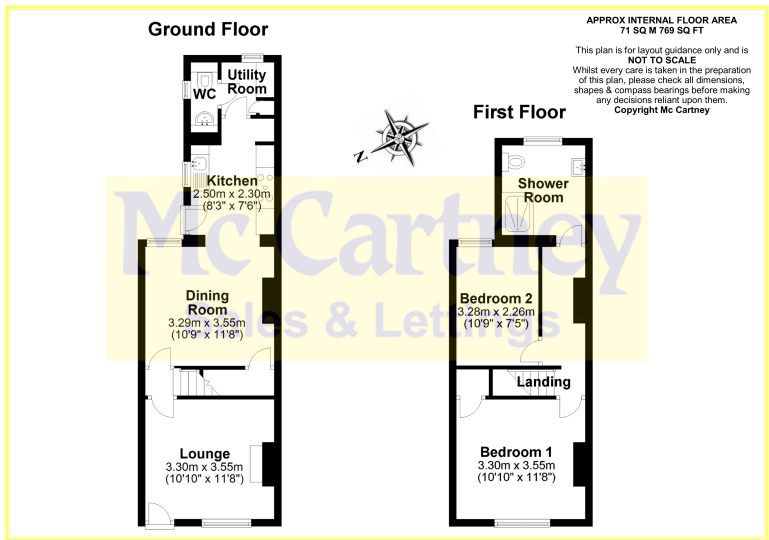 Ground Floor
APPROX INTERNAL FLOOR AREA
71 SQ M 769 SQ FT
This plan is for layout guidance only and is
NOT TO SCALE
Whilst every care is taken in the preparation
of this plan, please check all dimensions,
shapes & compass bearings before making
any decisions reliant upon them.
Copyright Mc Cartney
First Floor
WC
Utility
Room
N
Kitchen
2.50m x 2.30m
(8'3" x 7'6")
Shower
Room
Mc Cartney
Sales & Lettings
Dining
Room
3.29m x 3.55m
(10'9" x 11'8")
Bedroom 2
3.28m x 2.26m
(10'9" x 7'5")
Landing
Lounge
3.30m x 3.55m
(10'10" x 11'8")
Bedroom 1
3.30m x 3.55m
(10'10" x 11'8")